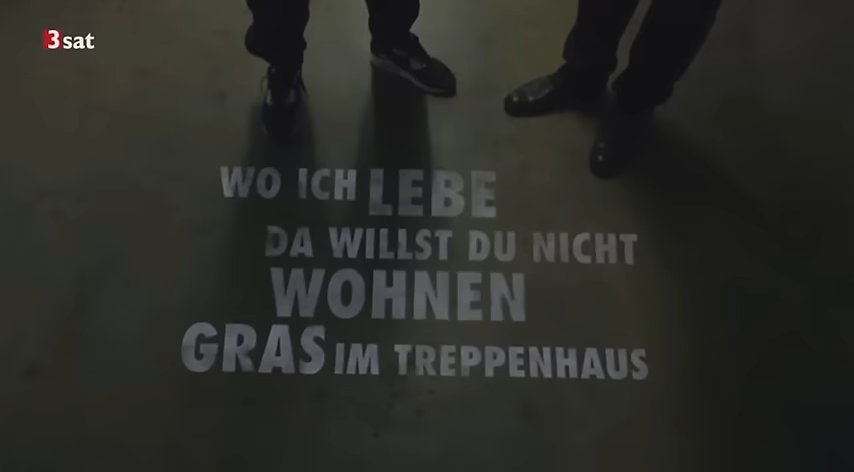 3sat
WO ICH LEBE
DA WILLST DU NICHT
WOHNEN
GRAS IM TREPPENHAUS